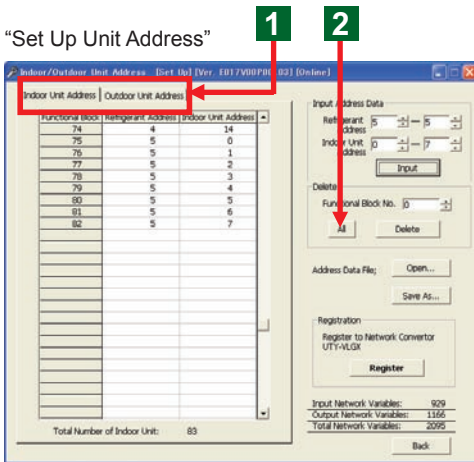 1 2
“Set Up Unit Address”
Indoor/Outdoor Unit Address [Set Up] [Online]
Indoor Unit Address Outdoor Unit Address
Functional Block Refrigerant Address Indoor Unit Address
74 4 14
75 5 0
76 5 1
77 5 2
78 5 3
79 5 4
80 5 5
81 5 6
82 5 7
Total Number of Indoor Unit: 83
Input Address Data
Refrigerant Address 5 — 5
Indoor Unit Address 0 — 7
Input
Delete
Functional Block No. 0
All Delete
Address Data File; Open...
Save As...
Registration
Register to Network Convertor
UTY-VLGX
Register
Input Network Variables: 929
Output Network Variables: 1166
Total Network Variables: 2095
Back